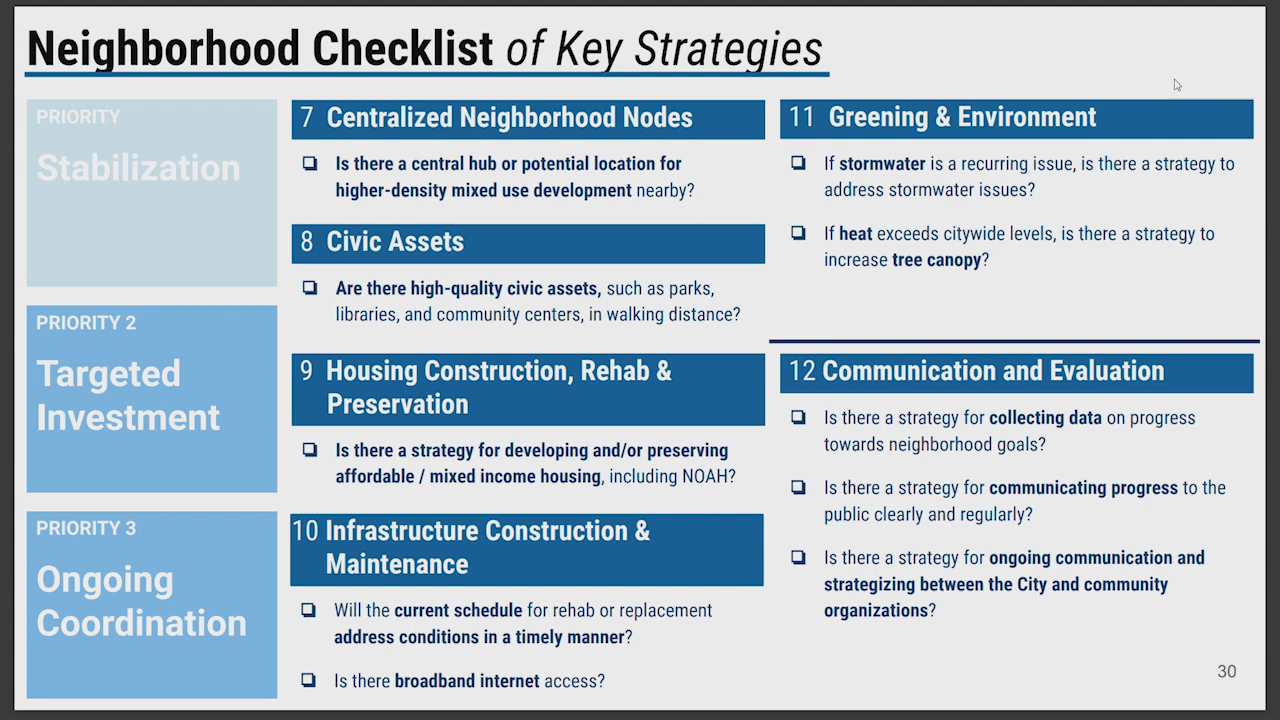 Neighborhood Checklist of Key Strategies
PRIORITY
Stabilization
PRIORITY 2
Targeted
Investment
PRIORITY 3
Ongoing
Coordination
7 Centralized Neighborhood Nodes
Is there a central hub or potential location for
higher-density mixed use development nearby?
8 Civic Assets
Are there high-quality civic assets, such as parks,
libraries, and community centers, in walking distance?
9 Housing Construction, Rehab &
Preservation
Is there a strategy for developing and/or preserving
affordable / mixed income housing, including NOAH?
10 Infrastructure Construction &
Maintenance
Will the current schedule for rehab or replacement
address conditions in a timely manner?
Is there broadband internet access?
11 Greening & Environment
If stormwater is a recurring issue, is there a strategy to
address stormwater issues?
If heat exceeds citywide levels, is there a strategy to
increase tree canopy?
12 Communication and Evaluation
Is there a strategy for collecting data on progress
towards neighborhood goals?
Is there a strategy for communicating progress to the
public clearly and regularly?
Is there a strategy for ongoing communication and
strategizing between the City and community
organizations?
30